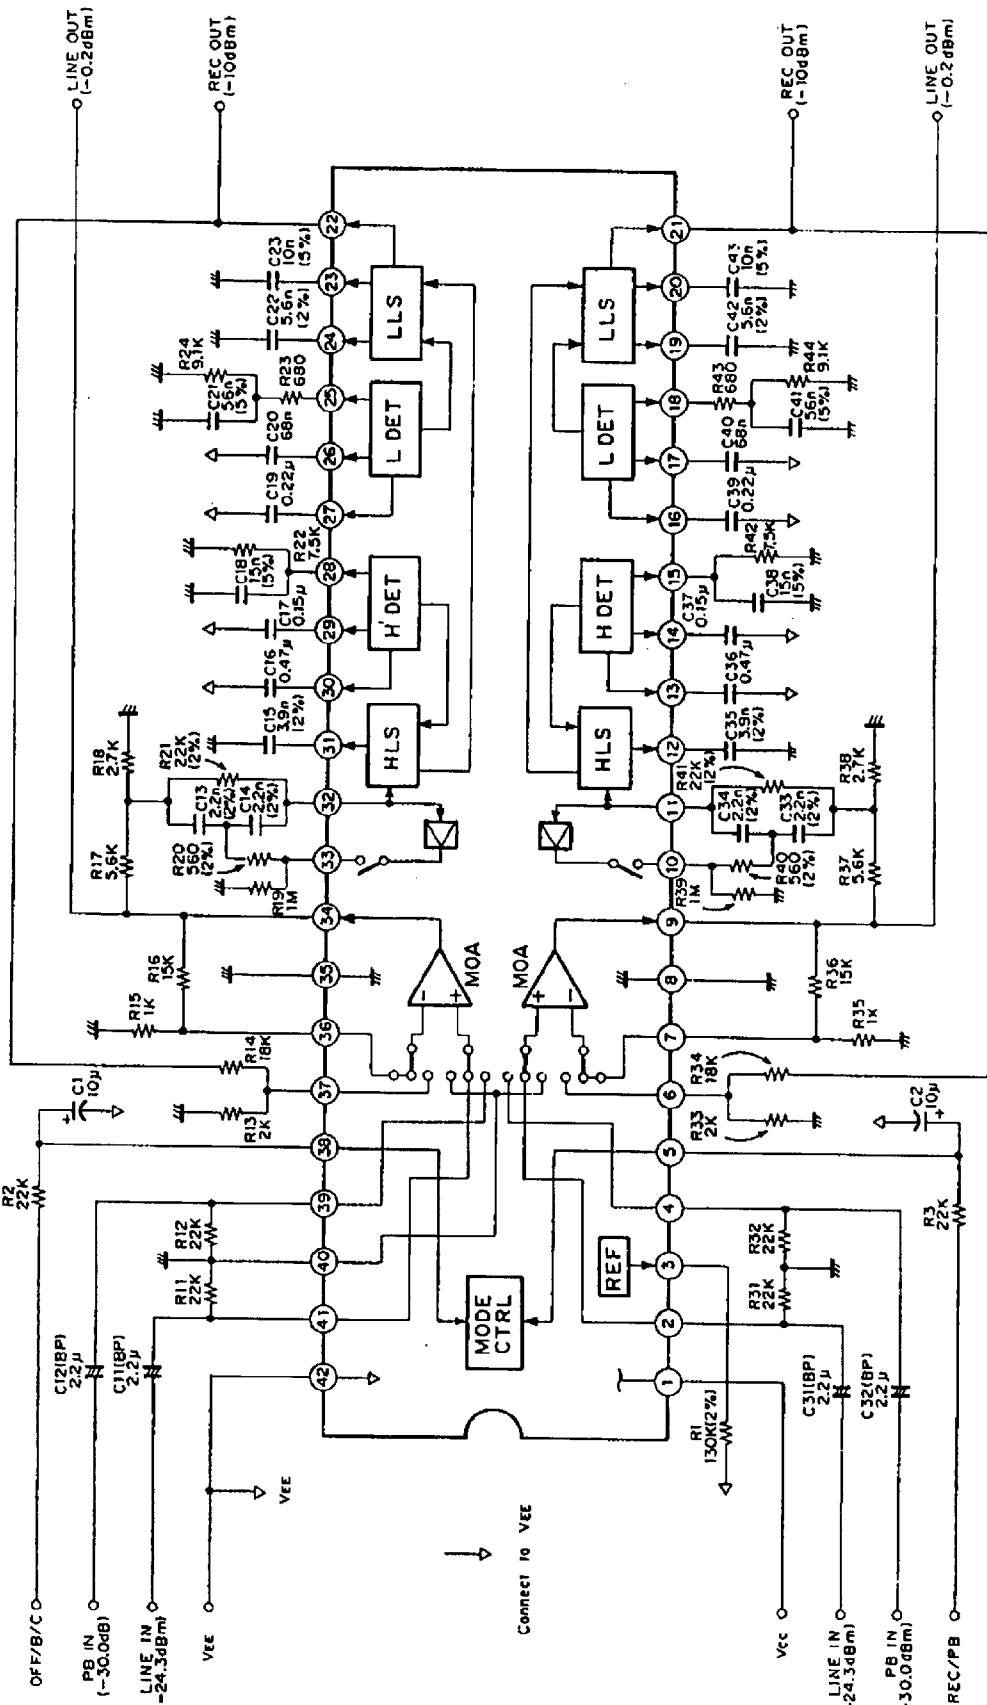 LINE OUT
(-0.2dBm)
REC OUT
(-10dBm)
REC OUT
(-10dBm)
LINE OUT
(-0.2dBm)
22
23
24
25
26
27
28
29
30
31
32
33
34
35
36
37
38
39
40
41
42
C23
10n
(5%)
C22
5.6n
(2%)
R24
9.1K
R23
680
C21
56n
(5%)
C20
68n
C19
0.22μ
R22
7.5K
C18
15n
(5%)
C17
0.15μ
C16
0.47μ
C15
3.9n
(2%)
R21
22K
(2%)
R18
2.7K
C13
2.2n
(2%)
C14
2.2n
(2%)
R20
560
(2%)
R17
5.6K
R19
1M
R16
15K
R15
1K
R14
18K
R13
2K
C1
10μ
+
R2
22K
R12
22K
R11
22K
C12(BP)
2.2μ
C11(BP)
2.2μ
LLS
L DET
H'DET
HLS
MOA
-
+
LLS
L DET
H DET
HLS
MOA
+
-
MODE
CTRL
REF
21
20
19
18
17
16
15
14
13
12
11
10
9
8
7
6
5
4
3
2
1
C43
10n
(5%)
C42
5.6n
(2%)
R44
9.1K
R43
680
C41
56n
(5%)
C40
68n
C39
0.22μ
R42
7.5K
C38
15n
(5%)
C37
0.15μ
C36
0.47μ
C35
3.9n
(2%)
R41
22K
(2%)
R38
2.7K
C34
2.2n
(2%)
C33
2.2n
(2%)
R40
560
(2%)
R37
5.6K
R39
1M
R36
15K
R35
1K
R34
18K
R33
2K
C2
10μ
+
R3
22K
R32
22K
R31
22K
R1
130K(2%)
C31(BP)
2.2μ
C32(BP)
2.2μ
VEE
Connect to VEE
OFF/B/C
PB IN
(-30.0dB)
LINE IN
-24.3dBm)
VEE
VCC
LINE IN
-24.3dBm)
PB IN
-30.0dBm)
REC/PB